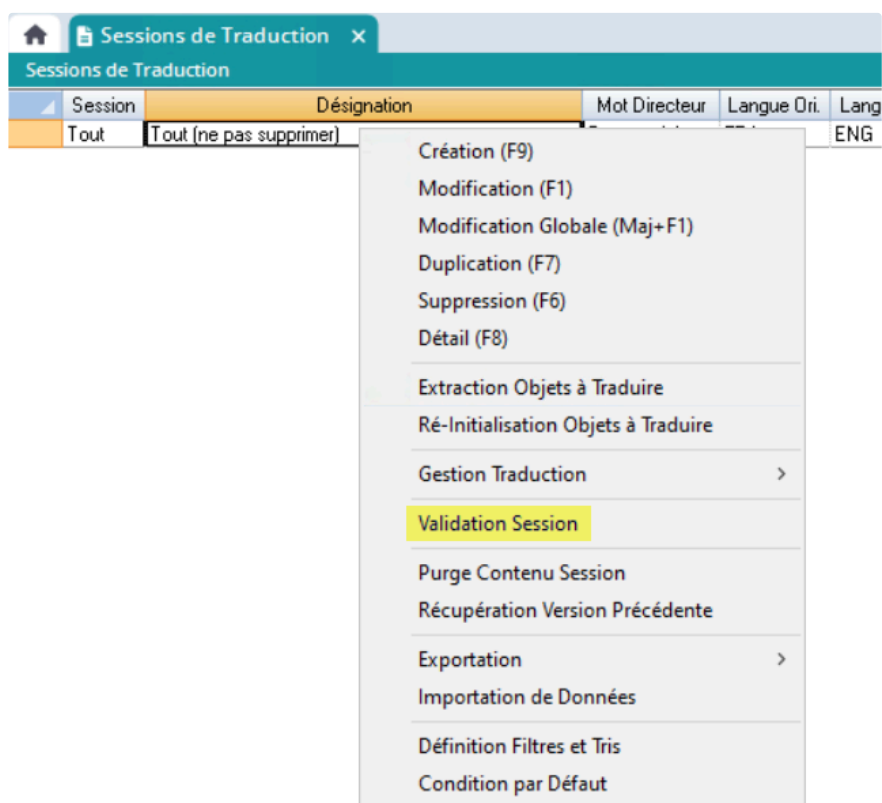 Sessions de Traduction ×
Sessions de Traduction
Session Désignation Mot Directeur Langue Ori. Lang
Tout Tout (ne pas supprimer) ENG
Création (F9)
Modification (F1)
Modification Globale (Maj+F1)
Duplication (F7)
Suppression (F6)
Détail (F8)
Extraction Objets à Traduire
Ré-Initialisation Objets à Traduire
Gestion Traduction >
Validation Session
Purge Contenu Session
Récupération Version Précédente
Exportation >
Importation de Données
Définition Filtres et Tris
Condition par Défaut